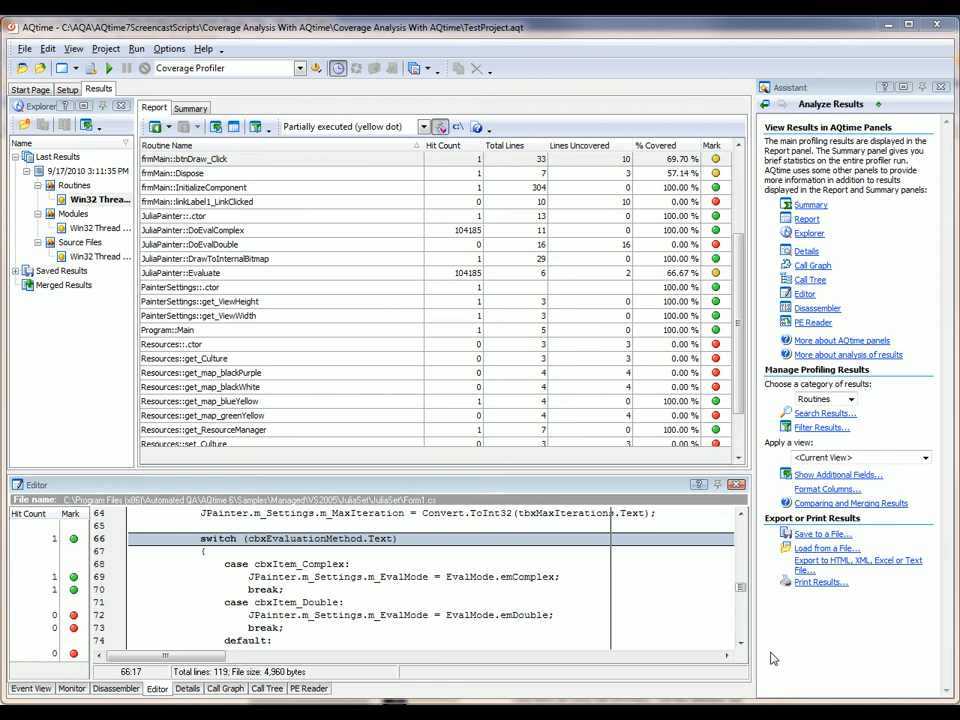 AQtime - C:\AQA\AQtime7ScreencastScripts\Coverage Analysis With AQtime\Coverage Analysis With AQtime\TestProject.aqt
File Edit View Project Run Options Help
Coverage Profiler
Start Page Setup Results
Explorer
Name
Last Results
9/17/2010 3:11:35 PM
Routines
Win32 Threa...
Modules
Win32 Thread ...
Source Files
Win32 Thread ...
Saved Results
Merged Results
Report Summary
Partially executed (yellow dot)
Routine Name Hit Count Total Lines Lines Uncovered % Covered Mark
frmMain::btnDraw_Click 1 33 10 69.70 %
frmMain::Dispose 1 7 3 57.14 %
frmMain::InitializeComponent 1 304 0 100.00 %
frmMain::linkLabel1_LinkClicked 0 10 10 0.00 %
JuliaPainter::.ctor 1 13 0 100.00 %
JuliaPainter::DoEvalComplex 104185 11 0 100.00 %
JuliaPainter::DoEvalDouble 0 16 16 0.00 %
JuliaPainter::DrawToInternalBitmap 1 29 0 100.00 %
JuliaPainter::Evaluate 104185 6 2 66.67 %
PainterSettings::.ctor 1 100.00 %
PainterSettings::get_ViewHeight 1 3 0 100.00 %
PainterSettings::get_ViewWidth 1 3 0 100.00 %
Program::Main 1 5 0 100.00 %
Resources::.ctor 0 3 3 0.00 %
Resources::get_Culture 0 3 3 0.00 %
Resources::get_map_blackPurple 0 4 4 0.00 %
Resources::get_map_blackWhite 0 4 4 0.00 %
Resources::get_map_blueYellow 1 4 0 100.00 %
Resources::get_map_greenYellow 0 4 4 0.00 %
Resources::get_ResourceManager 1 7 0 100.00 %
Resources::set_Culture 0 3 3 0.00 %
Editor
File name: C:\Program Files (x86)\Automated QA\AQtime 6\Samples\Managed\VS2005\JuliaSet\JuliaSet\Form1.cs
Hit Count Mark
64 JPainter.m_Settings.m_MaxIteration = Convert.ToInt32(tbxMaxIterations.Text);
65
1 66 switch (cbxEvaluationMethod.Text)
67 {
68 case cbxItem_Complex:
1 69 JPainter.m_Settings.m_EvalMode = EvalMode.emComplex;
1 70 break;
71 case cbxItem_Double:
0 72 JPainter.m_Settings.m_EvalMode = EvalMode.emDouble;
0 73 break;
74 default:
0
66:17 Total lines: 119; File size: 4,960 bytes
Event View Monitor Disassembler Editor Details Call Graph Call Tree PE Reader
Assistant
Analyze Results
View Results in AQtime Panels
The main profiling results are displayed in the Report panel. The Summary panel gives you brief statistics on the entire profiler run. AQtime uses some other panels to provide more information in addition to results displayed in the Report and Summary panels:
Summary
Report
Explorer
Details
Call Graph
Call Tree
Editor
Disassembler
PE Reader
More about AQtime panels
More about analysis of results
Manage Profiling Results
Choose a category of results:
Routines
Search Results...
Filter Results...
Apply a view:
<Current View>
Show Additional Fields...
Format Columns...
Comparing and Merging Results
Export or Print Results
Save to a File...
Load from a File...
Export to HTML, XML, Excel or Text File...
Print Results...